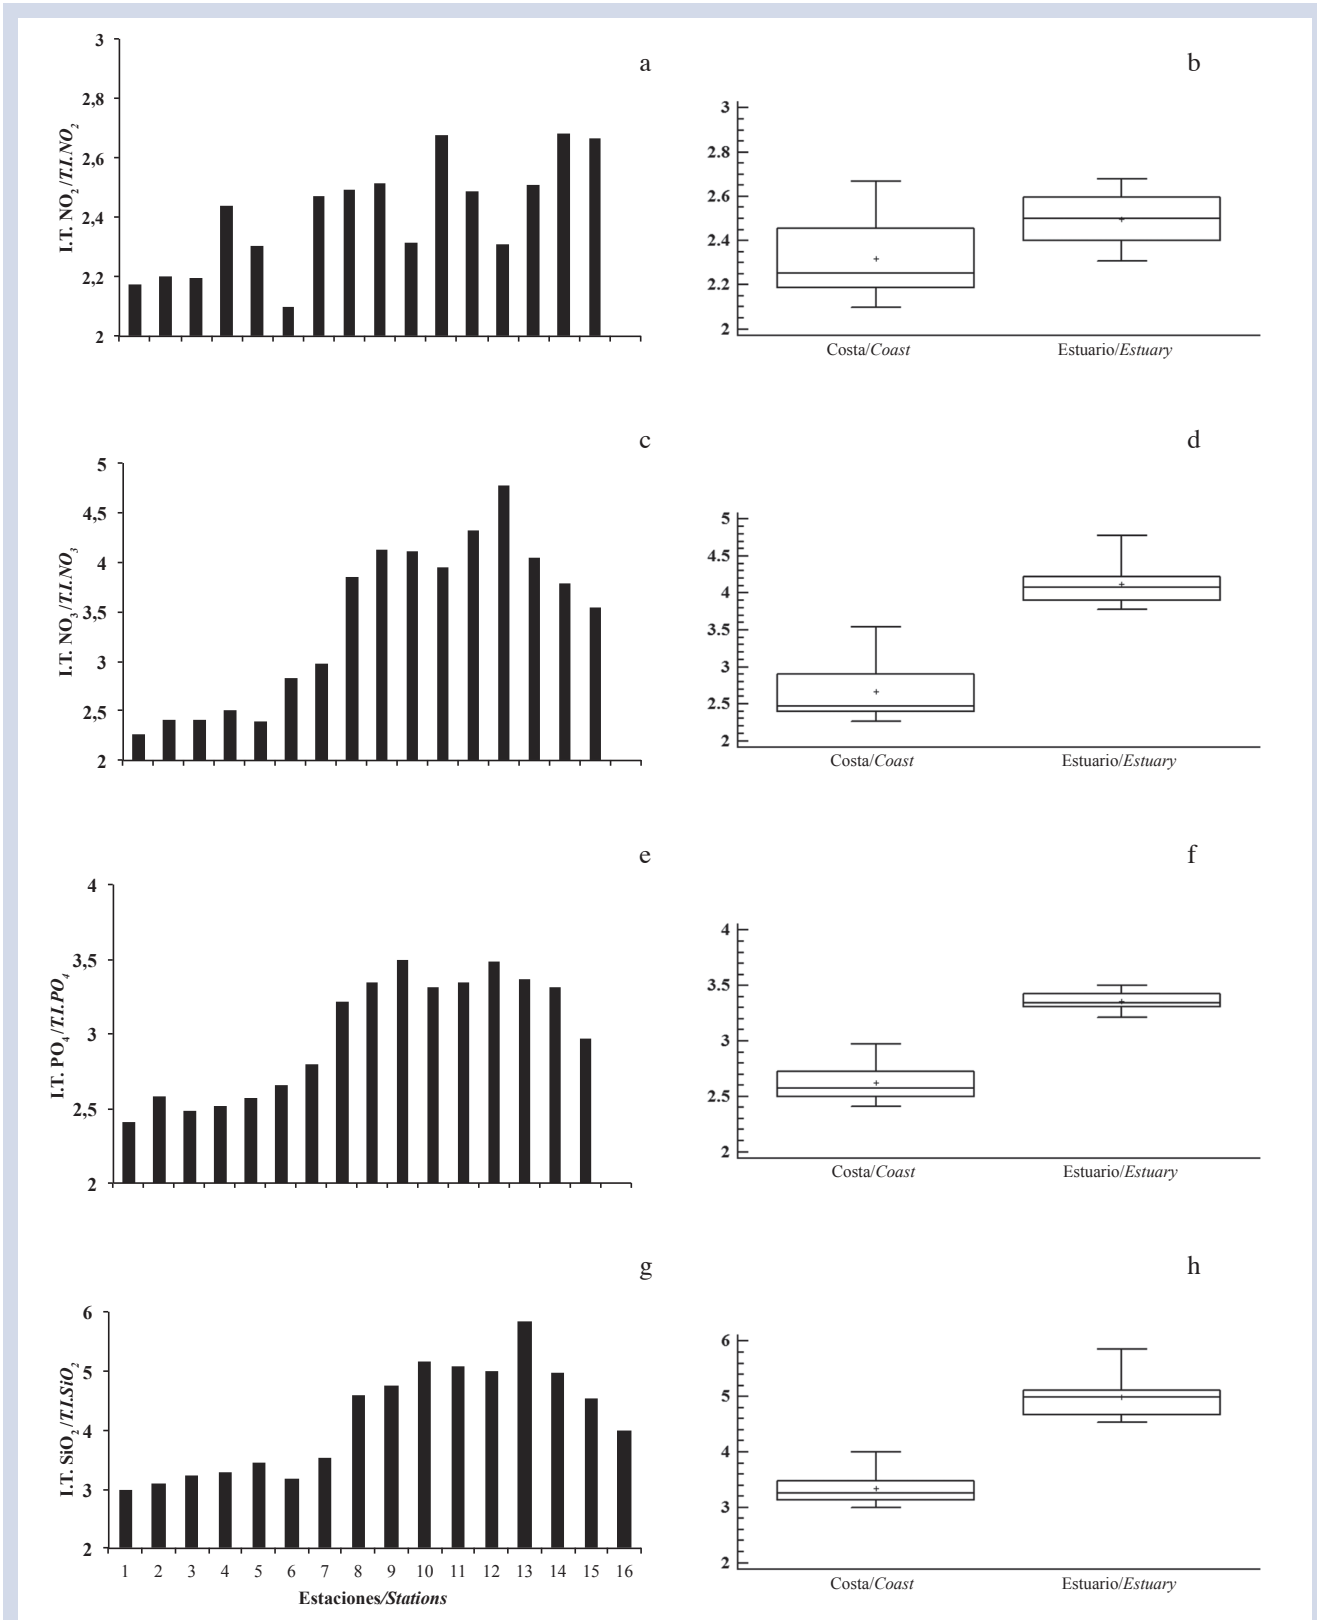 a
I.T. NO2/T.I.NO2
3
2,8
2,6
2,4
2,2
2
b
3
2.8
2.6
2.4
2.2
2
Costa/Coast Estuario/Estuary
c
I.T. NO3/T.I.NO3
5
4,5
4
3,5
3
2,5
2
d
5
4.5
4
3.5
3
2.5
2
Costa/Coast Estuario/Estuary
e
I.T. PO4/T.I.PO4
4
3,5
3
2,5
2
f
4
3.5
3
2.5
2
Costa/Coast Estuario/Estuary
g
I.T. SiO2/T.I.SiO2
6
5
4
3
2
1 2 3 4 5 6 7 8 9 10 11 12 13 14 15 16
Estaciones/Stations
h
6
5
4
3
2
Costa/Coast Estuario/Estuary